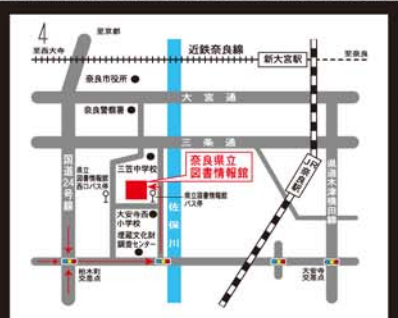 4
至京都
至西大寺
近鉄奈良線
新大宮駅
至奈良
奈良市役所
大宮通
奈良警察署
三条通
国道24号線
三笠中学校
奈良県立
図書情報館
県立
図書情報館
西口バス停
県立図書情報館
バス停
JR奈良駅
県道木津横田線
大安寺西
小学校
佐保川
埋蔵文化財
調査センター
柏木町
交差点
大安寺
交差点